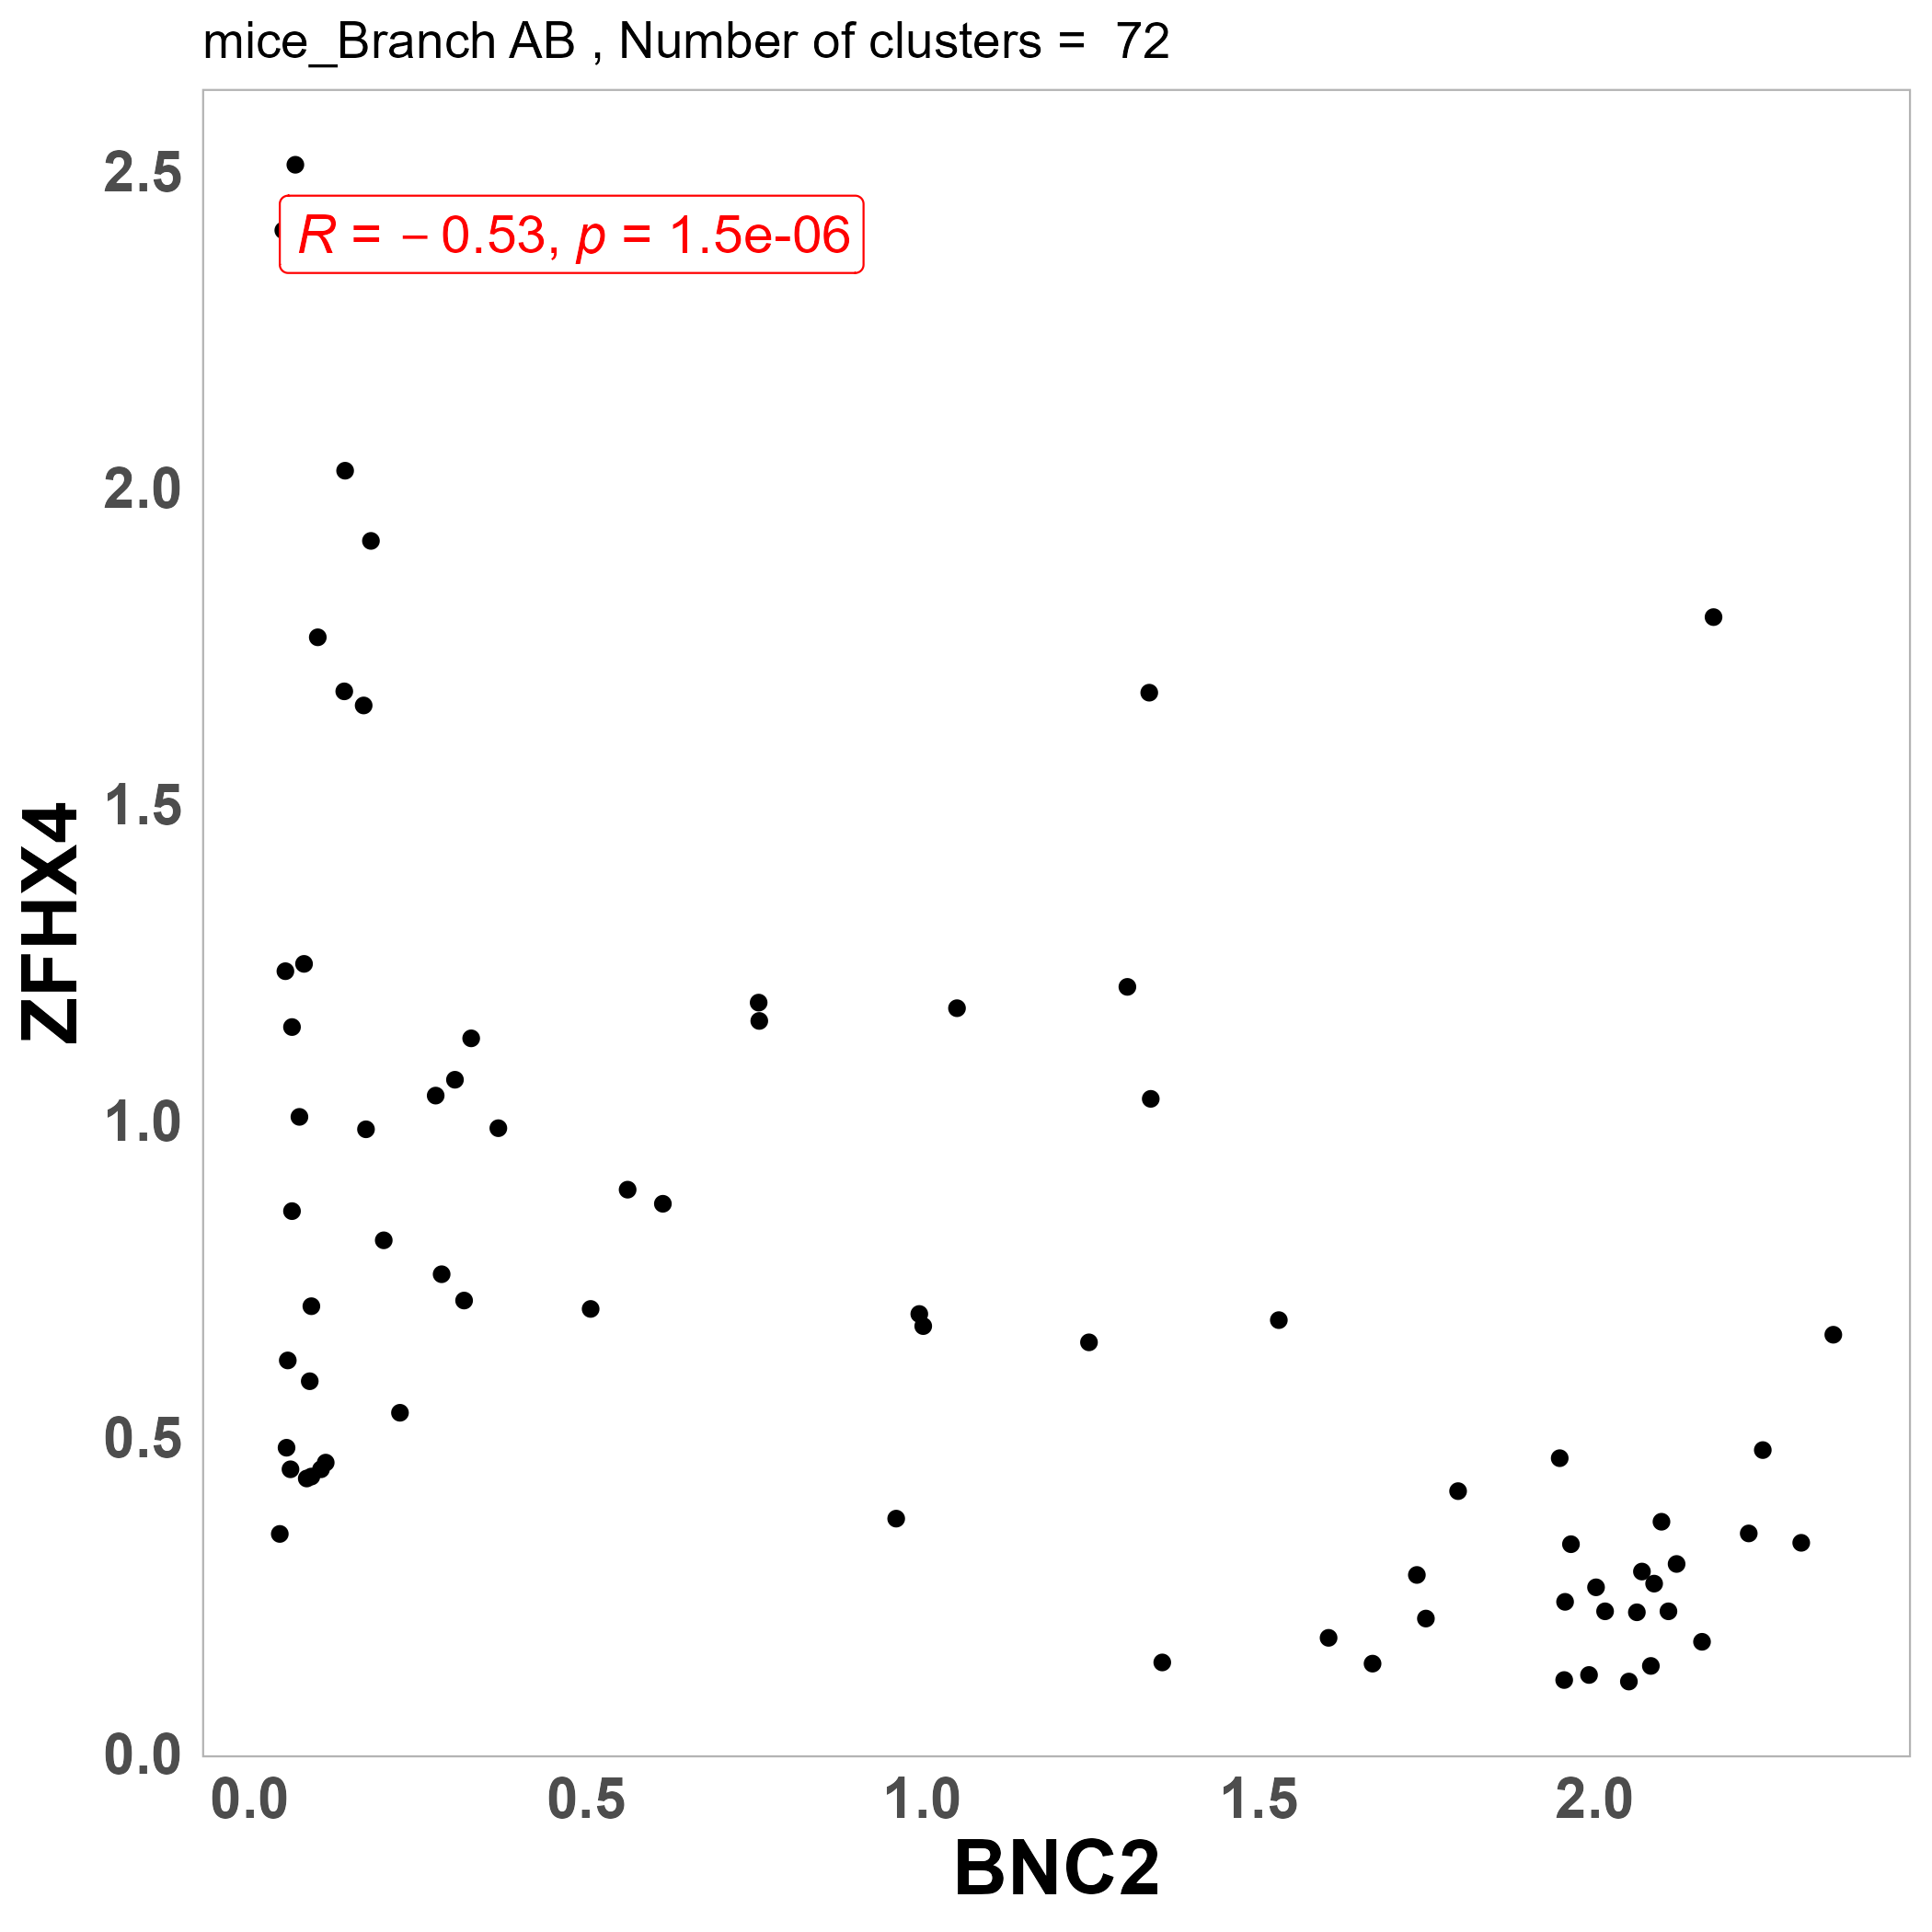 mice_Branch AB , Number of clusters =  72
R = − 0.53, p = 1.5e-06
2.5
2.0
1.5
1.0
0.5
0.0
ZFHX4
0.0 0.5 1.0 1.5 2.0
BNC2